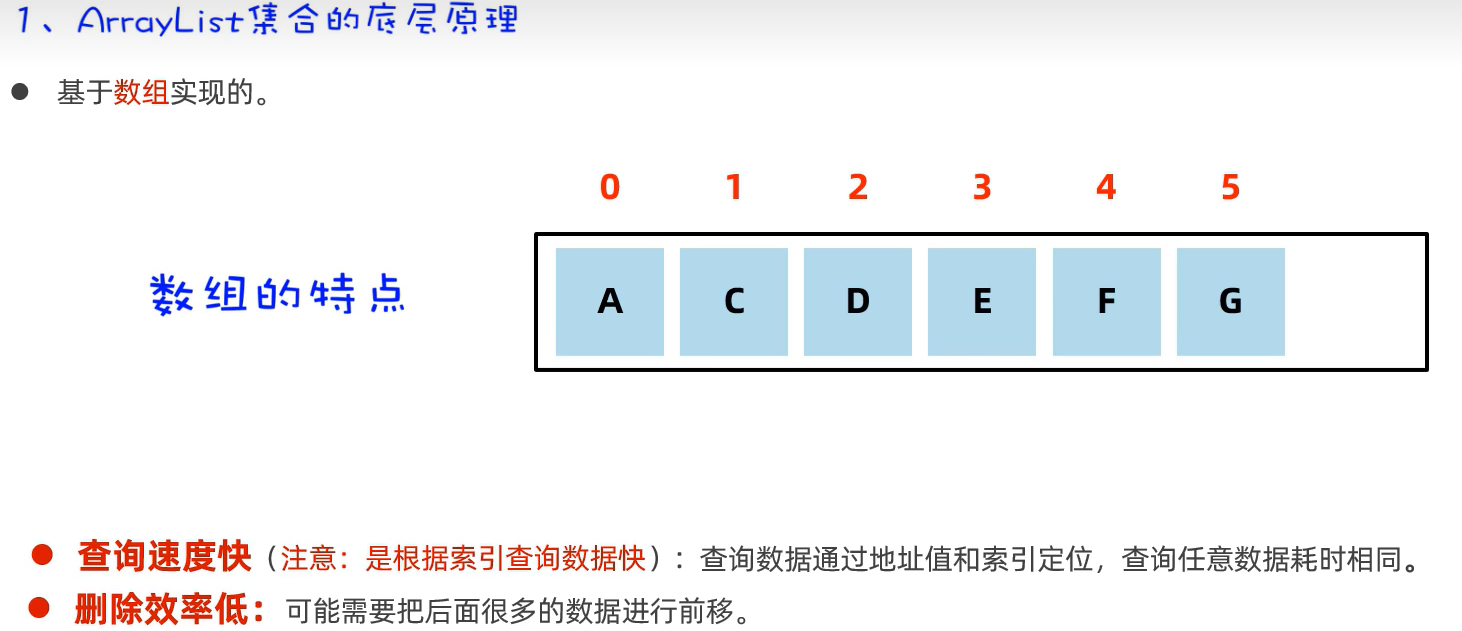 1、ArrayList集合的底层原理
● 基于数组实现的。
0 1 2 3 4 5
数组的特点
A C D E F G
● 查询速度快（注意：是根据索引查询数据快）：查询数据通过地址值和索引定位，查询任意数据耗时相同。
● 删除效率低：可能需要把后面很多的数据进行前移。